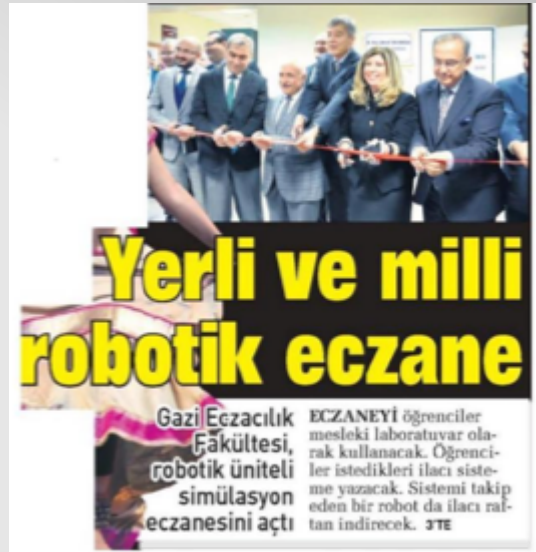 Yerli ve milli
robotik eczane
Gazi Eczacılık
Fakültesi,
robotik üniteli
simülasyon
eczanesini açtı
ECZANEYİ öğrenciler
mesleki laboratuvar ola-
rak kullanacak. Öğrenci-
ler istedikleri ilacı siste-
me yazacak. Sistemi takip
eden bir robot da ilacı raf-
tan indirecek. 3'TE